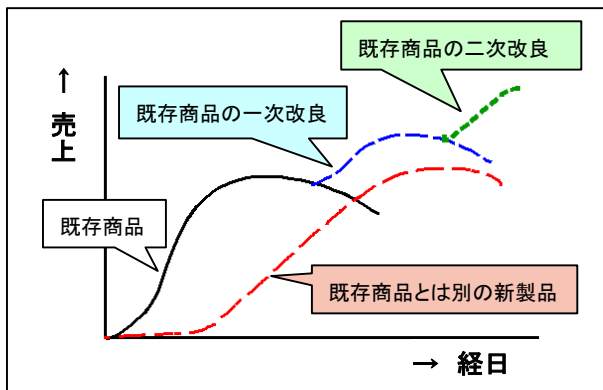 既存商品の二次改良
↑
売上
既存商品の一次改良
既存商品
既存商品とは別の新製品
→ 経日